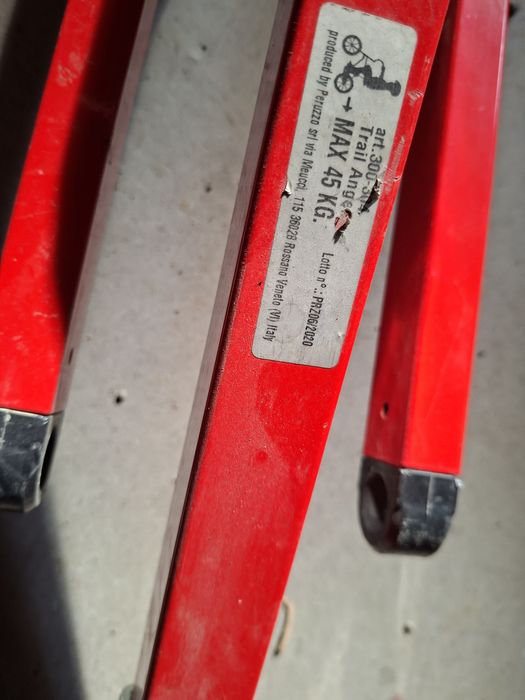 art.300
Trail Ange
→ MAX 45 KG.
Lotto n°.: PRZ06/2020
produced by Peruzzo srl via Meucci, 115 36028 Rossano Veneto (VI) Italy